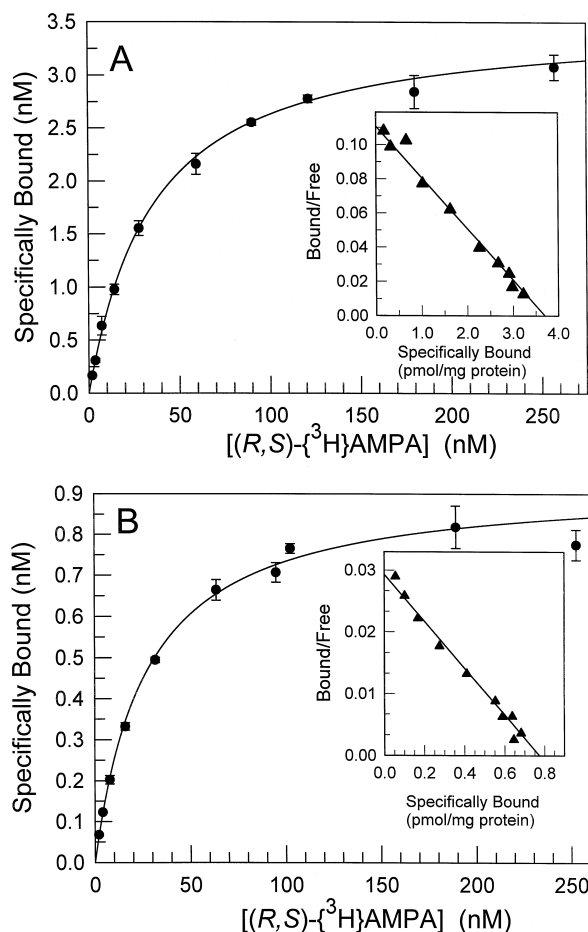 A
Specifically Bound (nM)
3.5
3.0
2.5
2.0
1.5
1.0
0.5
0.0
0 50 100 150 200 250
[(R,S)-{³H}AMPA] (nM)
Bound/Free
0.10
0.08
0.06
0.04
0.02
0.00
0.0 1.0 2.0 3.0 4.0
Specifically Bound
(pmol/mg protein)
B
Specifically Bound (nM)
0.9
0.8
0.7
0.6
0.5
0.4
0.3
0.2
0.1
0.0
0 50 100 150 200 250
[(R,S)-{³H}AMPA] (nM)
Bound/Free
0.03
0.02
0.01
0.00
0.0 0.2 0.4 0.6 0.8
Specifically Bound
(pmol/mg protein)